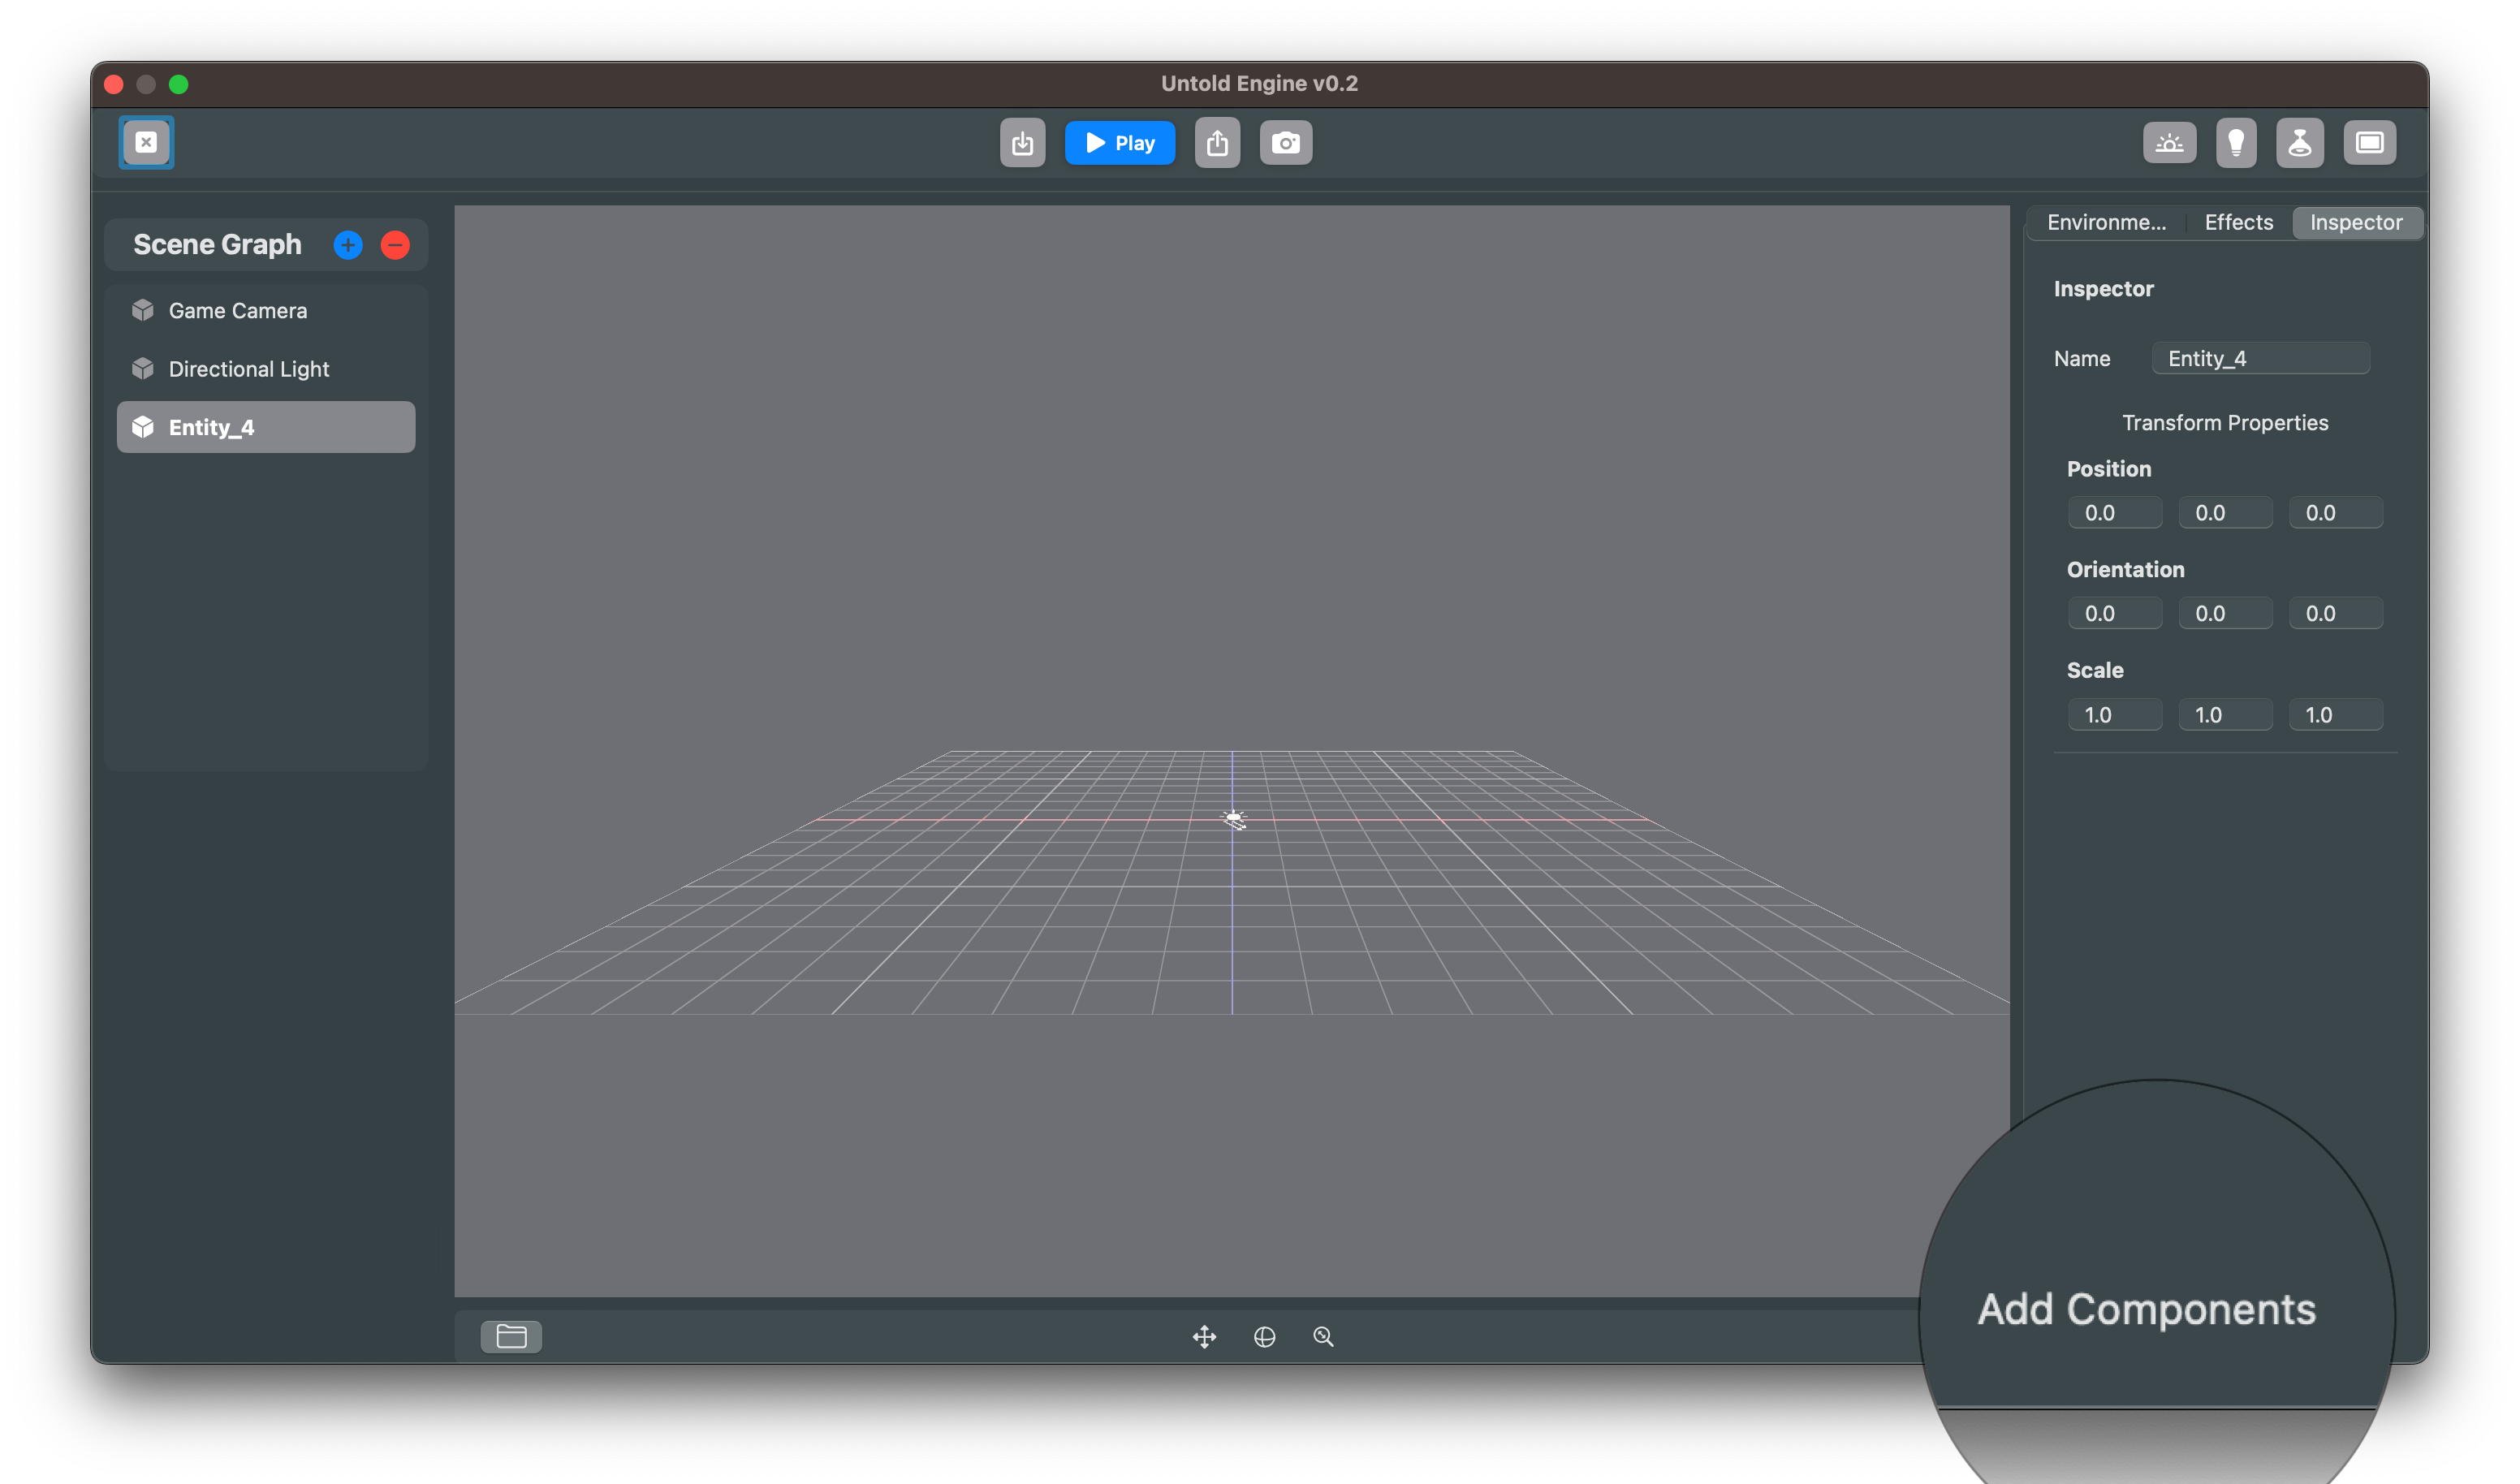 Untold Engine v0.2
Play
Scene Graph
Game Camera
Directional Light
Entity_4
Environme... Effects Inspector
Inspector
Name Entity_4
Transform Properties
Position
0.0 0.0 0.0
Orientation
0.0 0.0 0.0
Scale
1.0 1.0 1.0
Add Components